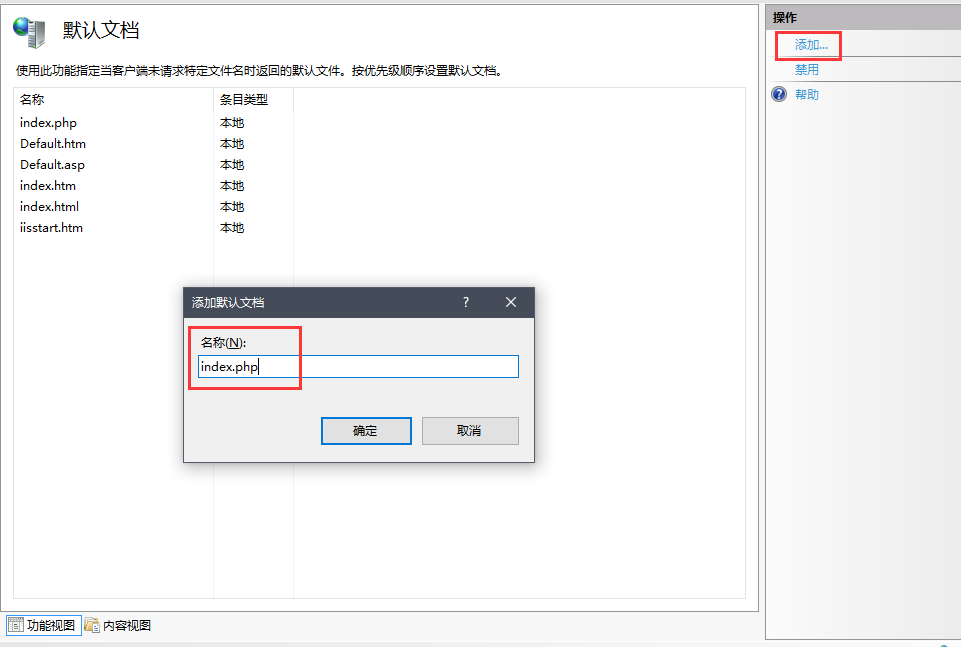 默认文档
使用此功能指定当客户端未请求特定文件名时返回的默认文件。按优先级顺序设置默认文档。
名称 条目类型
index.php 本地
Default.htm 本地
Default.asp 本地
index.htm 本地
index.html 本地
iisstart.htm 本地
添加默认文档 ?
名称(N):
index.php
确定 取消
功能视图 内容视图
操作
添加...
禁用
? 帮助